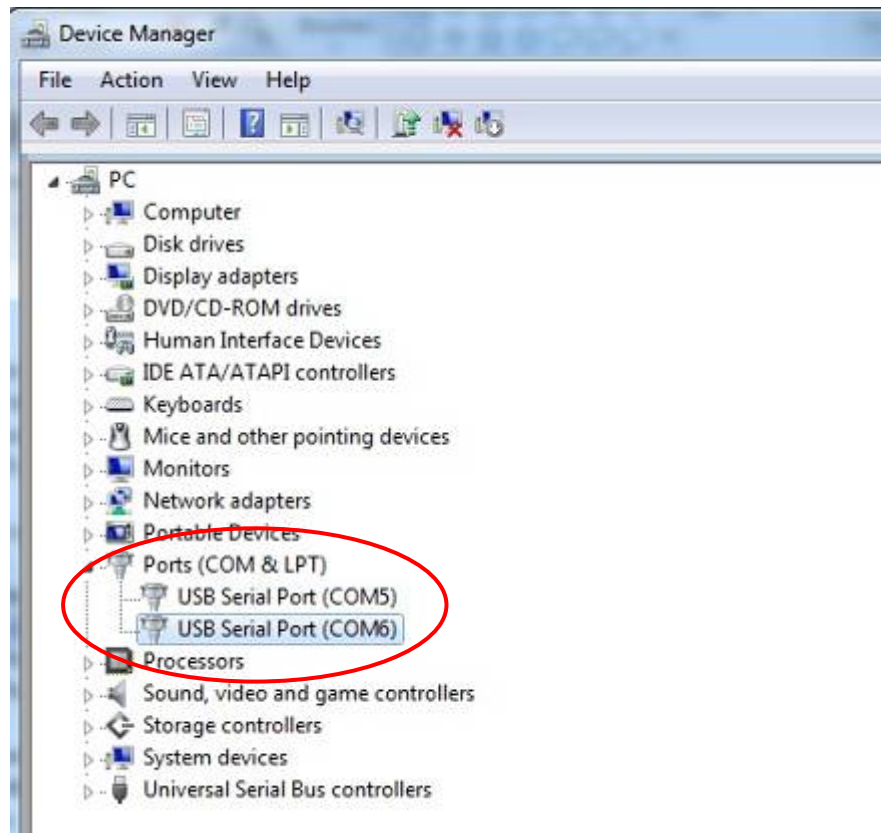 Device Manager
File Action View Help
PC
Computer
Disk drives
Display adapters
DVD/CD-ROM drives
Human Interface Devices
IDE ATA/ATAPI controllers
Keyboards
Mice and other pointing devices
Monitors
Network adapters
Portable Devices
Ports (COM & LPT)
USB Serial Port (COM5)
USB Serial Port (COM6)
Processors
Sound, video and game controllers
Storage controllers
System devices
Universal Serial Bus controllers